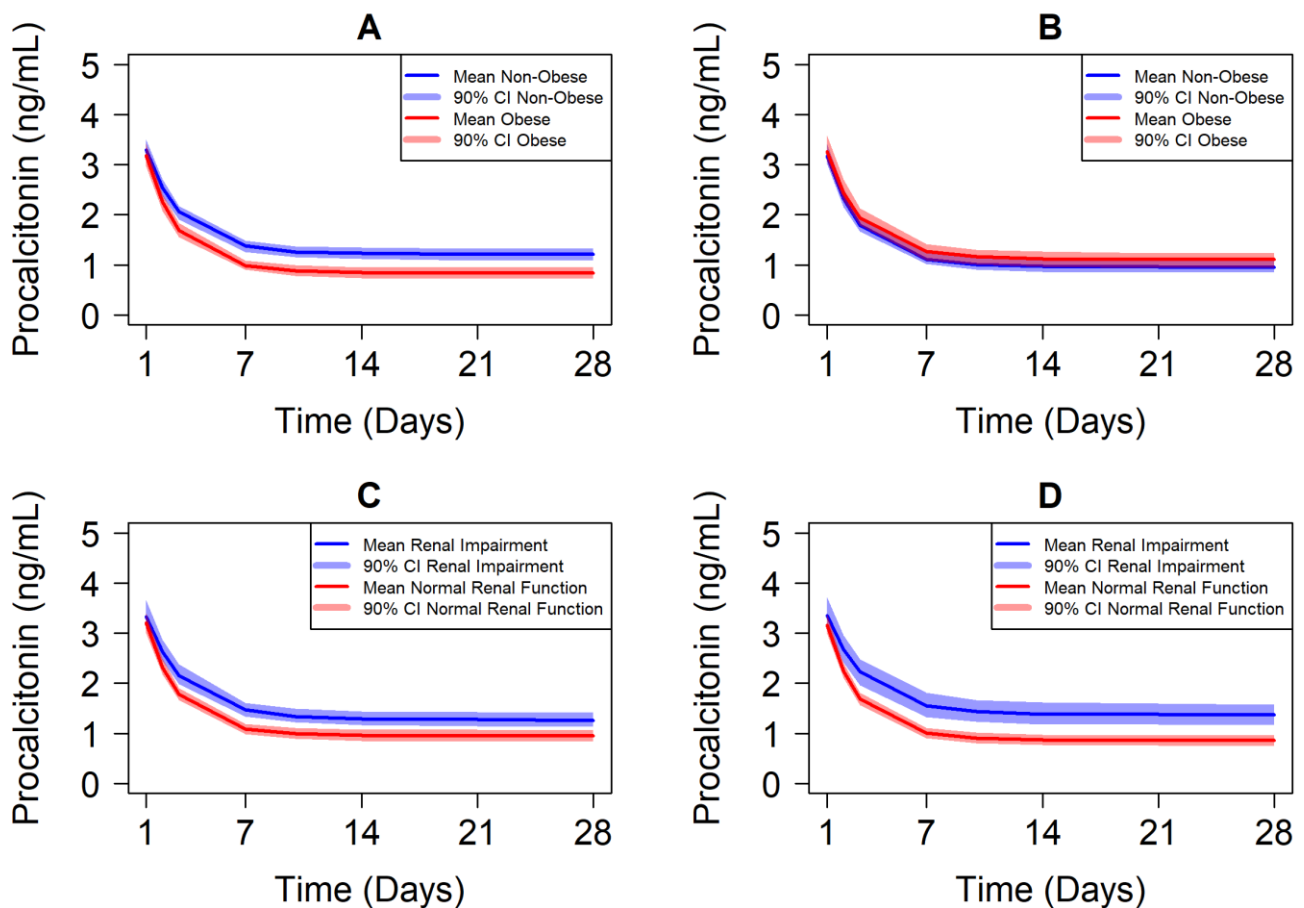 A
Procalcitonin (ng/mL)
5
4
3
2
1
0
Mean Non-Obese
90% CI Non-Obese
Mean Obese
90% CI Obese
1 7 14 21 28
Time (Days)
B
Procalcitonin (ng/mL)
5
4
3
2
1
0
Mean Non-Obese
90% CI Non-Obese
Mean Obese
90% CI Obese
1 7 14 21 28
Time (Days)
C
Procalcitonin (ng/mL)
5
4
3
2
1
0
Mean Renal Impairment
90% CI Renal Impairment
Mean Normal Renal Function
90% CI Normal Renal Function
1 7 14 21 28
Time (Days)
D
Procalcitonin (ng/mL)
5
4
3
2
1
0
Mean Renal Impairment
90% CI Renal Impairment
Mean Normal Renal Function
90% CI Normal Renal Function
1 7 14 21 28
Time (Days)